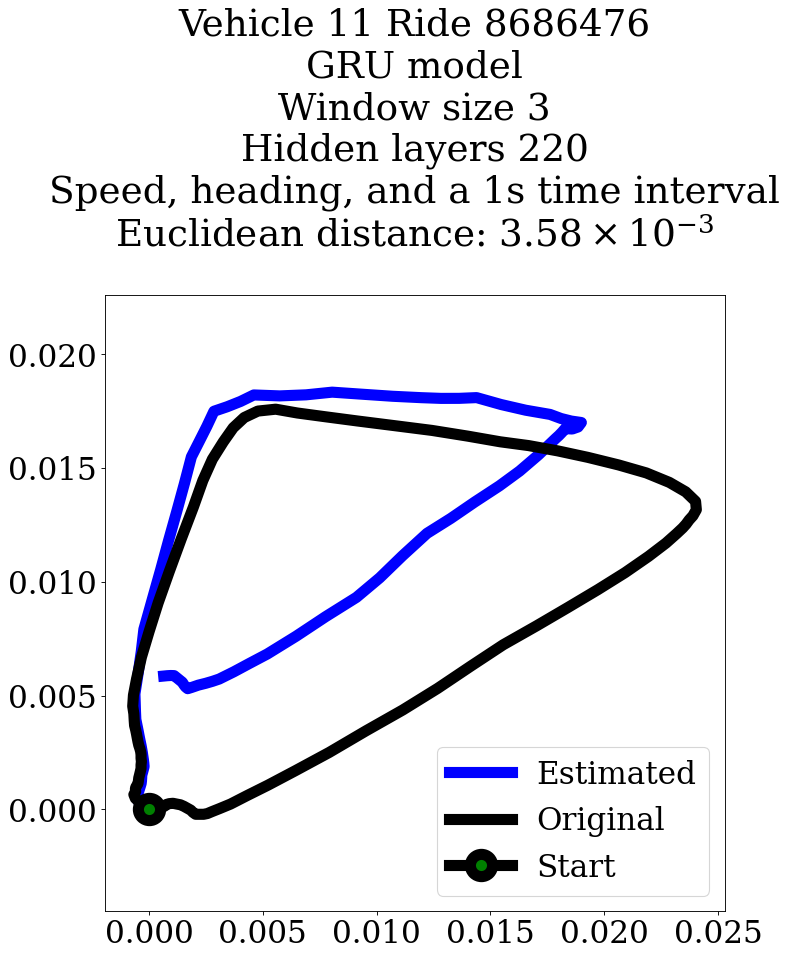 Vehicle 11 Ride 8686476
GRU model
Window size 3
Hidden layers 220
Speed, heading, and a 1s time interval
Euclidean distance: 3.58 × 10⁻³
0.020
0.015
0.010
0.005
0.000
Estimated
Original
Start
0.000 0.005 0.010 0.015 0.020 0.025